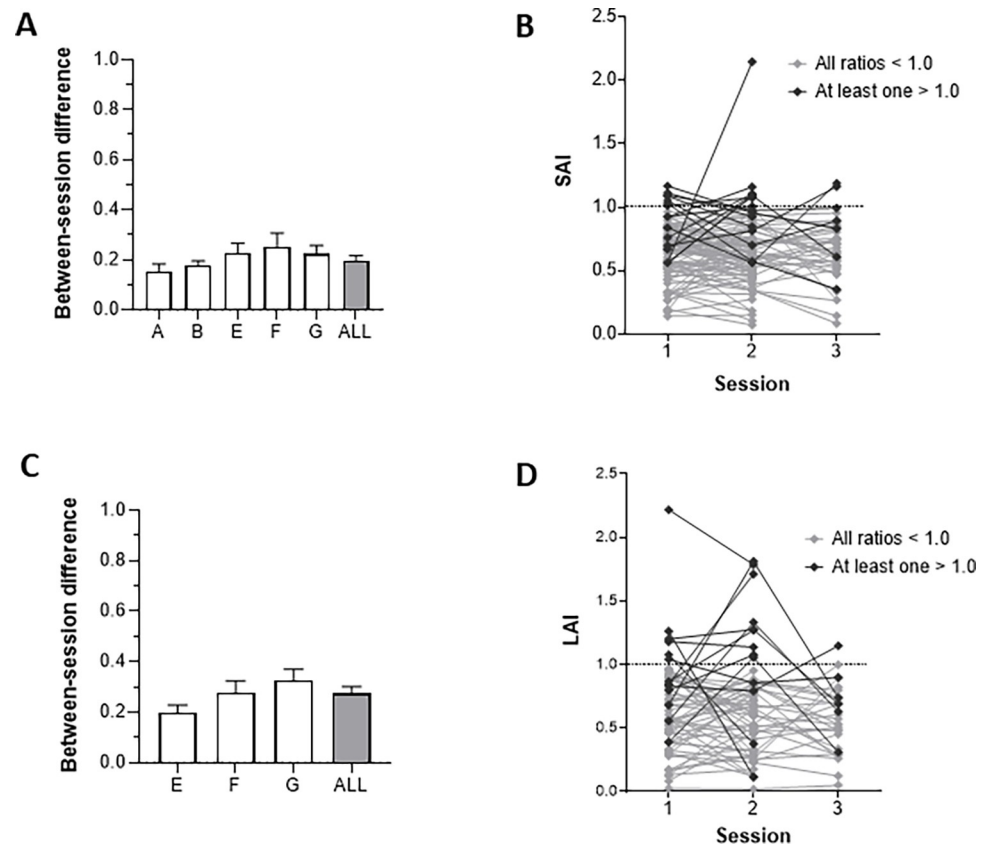 A
Between-session difference
1.0
0.8
0.6
0.4
0.2
0.0
A B E F G ALL
B
SAI
2.5
2.0
1.5
1.0
0.5
0.0
All ratios < 1.0
At least one > 1.0
1 2 3
Session
C
Between-session difference
1.0
0.8
0.6
0.4
0.2
0.0
E F G ALL
D
LAI
2.5
2.0
1.5
1.0
0.5
0.0
All ratios < 1.0
At least one > 1.0
1 2 3
Session